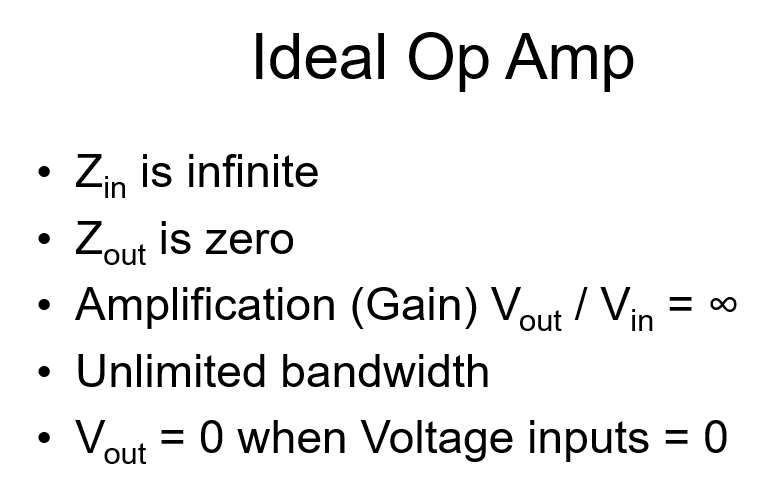 Ideal Op Amp
• Zin is infinite
• Zout is zero
• Amplification (Gain) Vout / Vin = ∞
• Unlimited bandwidth
• Vout = 0 when Voltage inputs = 0